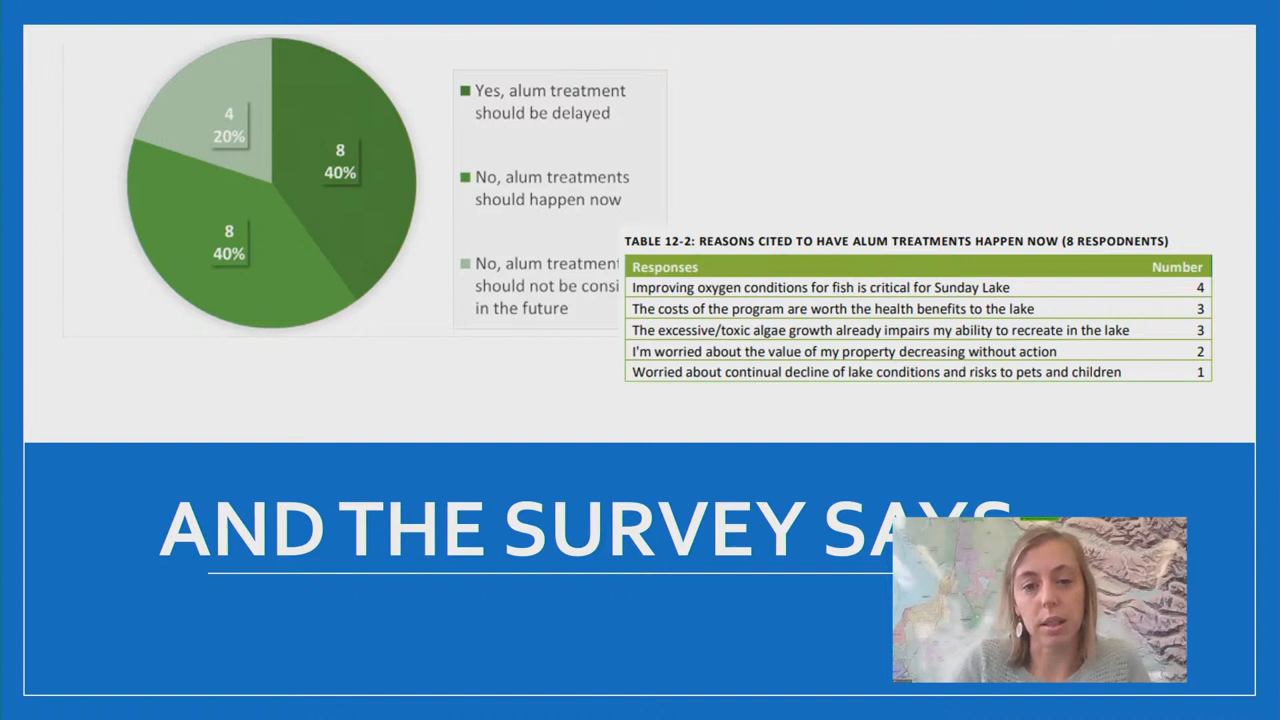 4
20%
8
40%
8
40%
Yes, alum treatment
should be delayed
No, alum treatments
should happen now
No, alum treatment
should not be consi
in the future
TABLE 12-2: REASONS CITED TO HAVE ALUM TREATMENTS HAPPEN NOW (8 RESPODNENTS)
Responses Number
Improving oxygen conditions for fish is critical for Sunday Lake 4
The costs of the program are worth the health benefits to the lake 3
The excessive/toxic algae growth already impairs my ability to recreate in the lake 3
I'm worried about the value of my property decreasing without action 2
Worried about continual decline of lake conditions and risks to pets and children 1
AND THE SURVEY SAYS